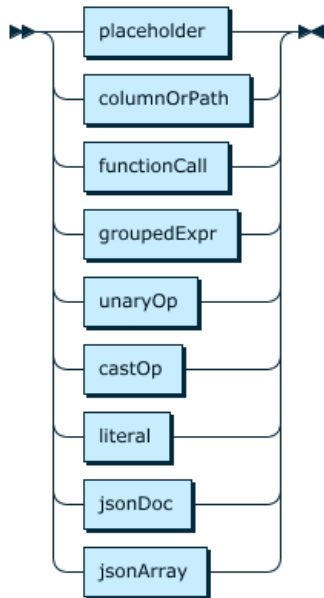 placeholder
columnOrPath
functionCall
groupedExpr
unaryOp
castOp
literal
jsonDoc
jsonArray